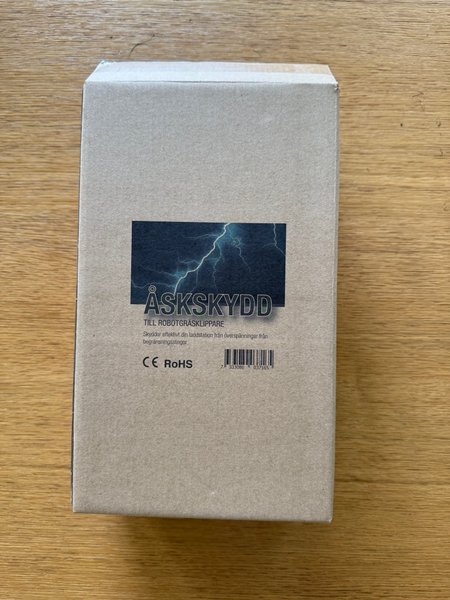 ÅSKSKYDD
TILL ROBOTGRÄSKLIPPARE
Skyddar effektivt din laddstation från överspänningar från
begränsningsslingor.
CE RoHS